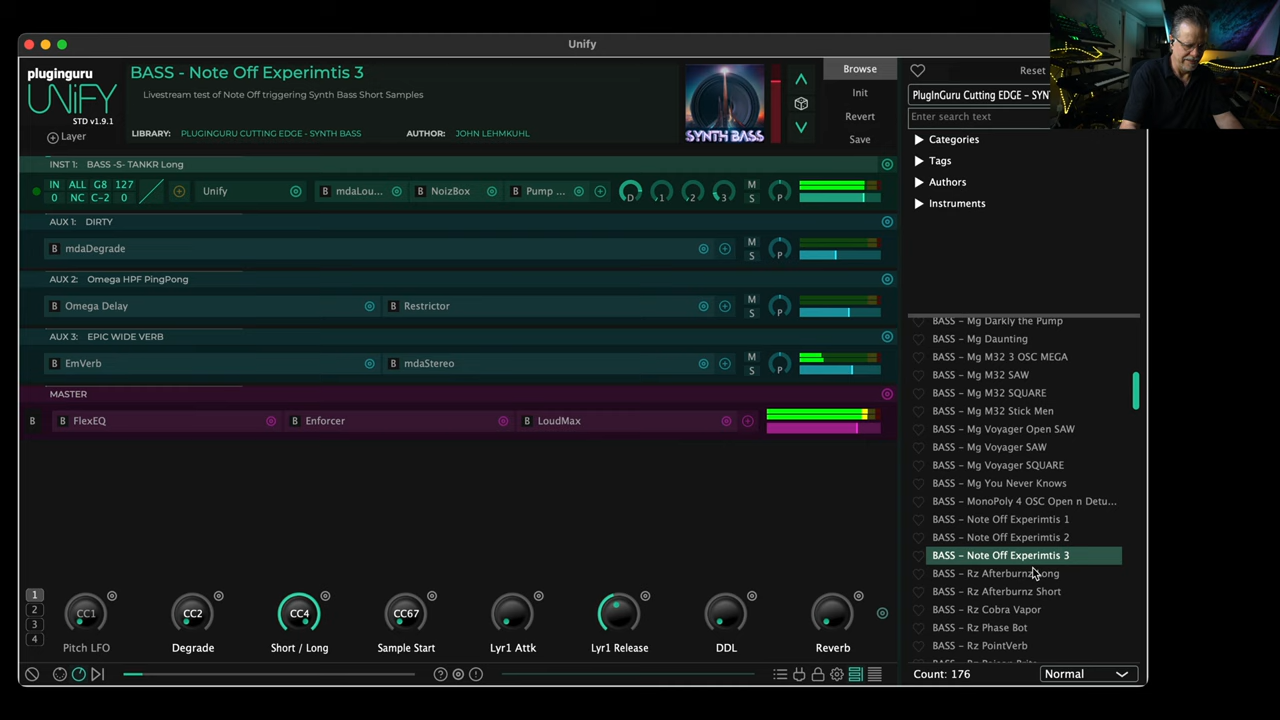 Unify
pluginguru
UNIFY
STD v1.9.1
Layer
BASS - Note Off Experimtis 3
Livestream test of Note Off triggering Synth Bass Short Samples
LIBRARY: PLUGINGURU CUTTING EDGE - SYNTH BASS AUTHOR: JOHN LEHMKUHL
SYNTH BASS
Browse
Init
Revert
Save
INST 1: BASS -S- TANKR Long
IN ALL G8 127
0 NC C-2 0
Unify
B mdaLou...
B NoizBox
B Pump ...
D 1 2 3
M
S
P
AUX 1: DIRTY
B mdaDegrade
M
S
P
AUX 2: Omega HPF PingPong
B Omega Delay
B Restrictor
M
S
P
AUX 3: EPIC WIDE VERB
B EmVerb
B mdaStereo
M
S
P
MASTER
B
B FlexEQ
B Enforcer
B LoudMax
1
2
3
4
CC1
Pitch LFO
CC2
Degrade
CC4
Short / Long
CC67
Sample Start
Lyr1 Attk
Lyr1 Release
DDL
Reverb
Reset
PlugInGuru Cutting EDGE - SYNT
Enter search text
Categories
Tags
Authors
Instruments
BASS - Mg Darkly the Pump
BASS - Mg Daunting
BASS - Mg M32 3 OSC MEGA
BASS - Mg M32 SAW
BASS - Mg M32 SQUARE
BASS - Mg M32 Stick Men
BASS - Mg Voyager Open SAW
BASS - Mg Voyager SAW
BASS - Mg Voyager SQUARE
BASS - Mg You Never Knows
BASS - MonoPoly 4 OSC Open n Detu...
BASS - Note Off Experimtis 1
BASS - Note Off Experimtis 2
BASS - Note Off Experimtis 3
BASS - Rz Afterburnz Long
BASS - Rz Afterburnz Short
BASS - Rz Cobra Vapor
BASS - Rz Phase Bot
BASS - Rz PointVerb
Count: 176
Normal